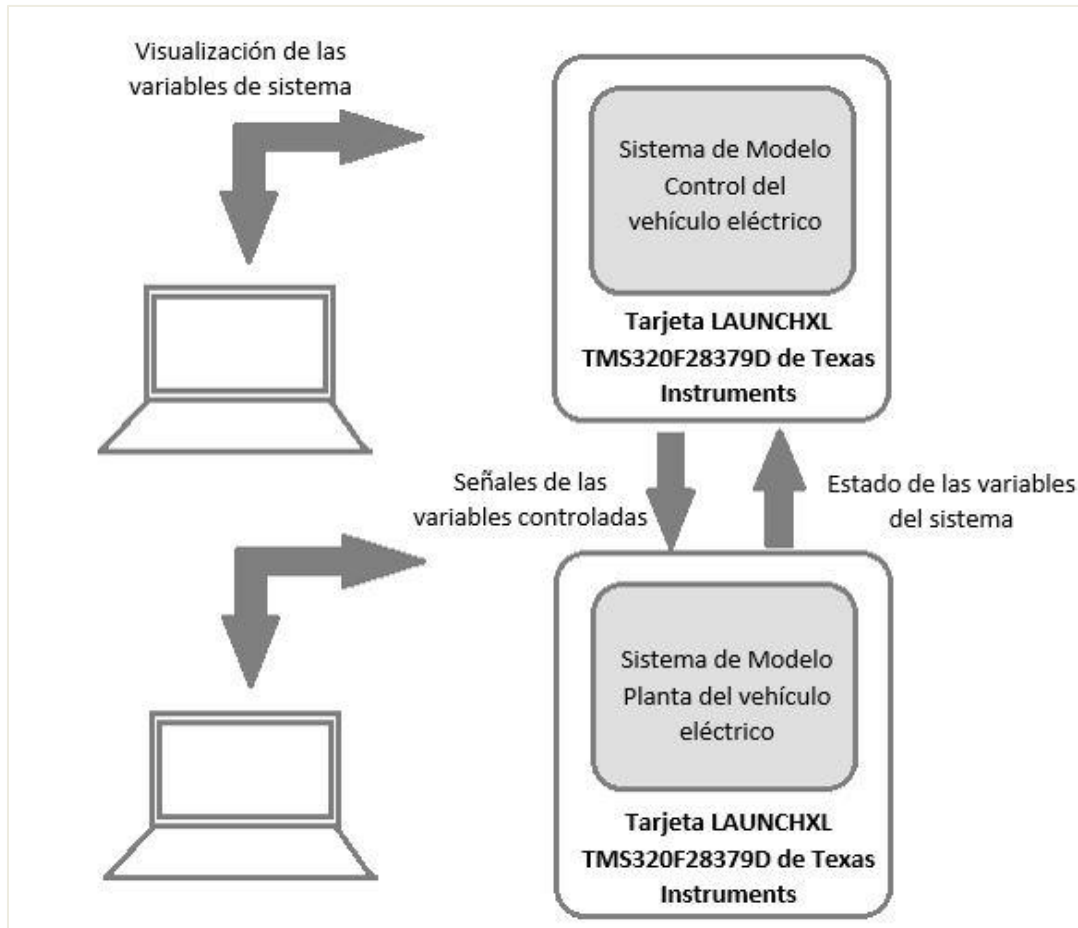 Visualización de las
variables de sistema
Sistema de Modelo
Control del
vehículo eléctrico
Tarjeta LAUNCHXL
TMS320F28379D de Texas
Instruments
Señales de las
variables controladas
Estado de las variables
del sistema
Sistema de Modelo
Planta del vehículo
eléctrico
Tarjeta LAUNCHXL
TMS320F28379D de Texas
Instruments